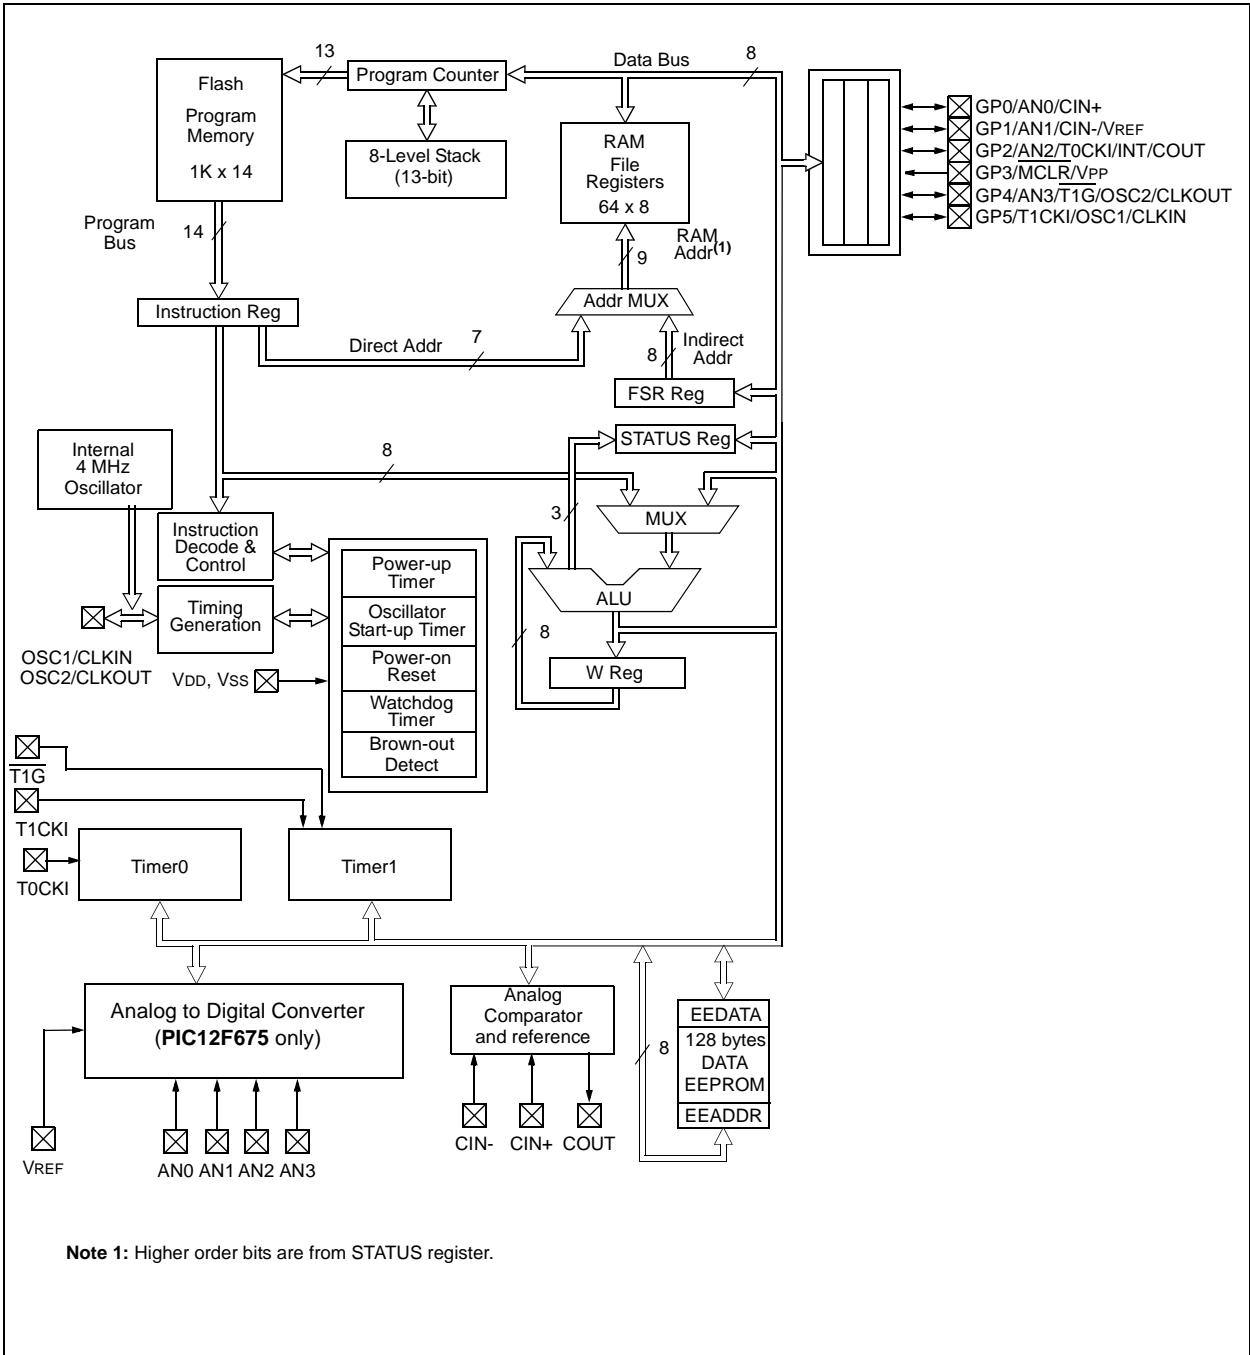 13
Data Bus
8
Flash
Program
Memory
1K x 14
Program Counter
8-Level Stack
(13-bit)
RAM
File
Registers
64 x 8
GP0/AN0/CIN+
GP1/AN1/CIN-/VREF
GP2/AN2/T0CKI/INT/COUT
GP3/MCLR/VPP
GP4/AN3/T1G/OSC2/CLKOUT
GP5/T1CKI/OSC1/CLKIN
Program
Bus
14
RAM
Addr(1)
9
Instruction Reg
Addr MUX
Direct Addr
7
8
Indirect
Addr
FSR Reg
STATUS Reg
Internal
4 MHz
Oscillator
8
3
MUX
Instruction
Decode &
Control
Power-up
Timer
ALU
Timing
Generation
Oscillator
Start-up Timer
8
OSC1/CLKIN
OSC2/CLKOUT
VDD, VSS
Power-on
Reset
W Reg
Watchdog
Timer
Brown-out
Detect
T1G
T1CKI
T0CKI
Timer0
Timer1
Analog to Digital Converter
(PIC12F675 only)
Analog
Comparator
and reference
8
EEDATA
128 bytes
DATA
EEPROM
EEADDR
VREF
AN0 AN1 AN2 AN3
CIN- CIN+ COUT
Note 1: Higher order bits are from STATUS register.